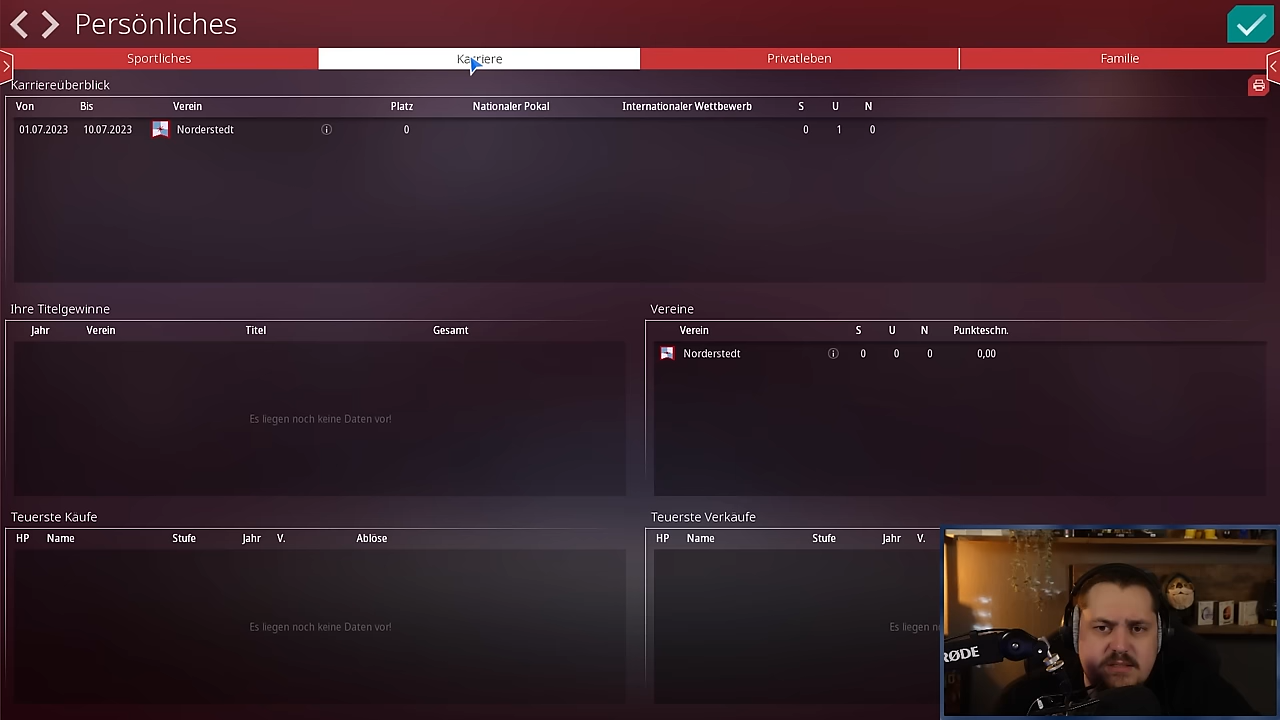 Persönliches
Sportliches Karriere Privatleben Familie
Karriereüberblick
Von Bis Verein Platz Nationaler Pokal Internationaler Wettbewerb S U N
01.07.2023 10.07.2023 Norderstedt 0 0 1 0
Ihre Titelgewinne
Jahr Verein Titel Gesamt
Es liegen noch keine Daten vor!
Vereine
Verein S U N Punkteschn.
Norderstedt 0 0 0 0,00
Teuerste Käufe
HP Name Stufe Jahr V. Ablöse
Es liegen noch keine Daten vor!
Teuerste Verkäufe
HP Name Stufe Jahr V.
Es liegen
RØDE